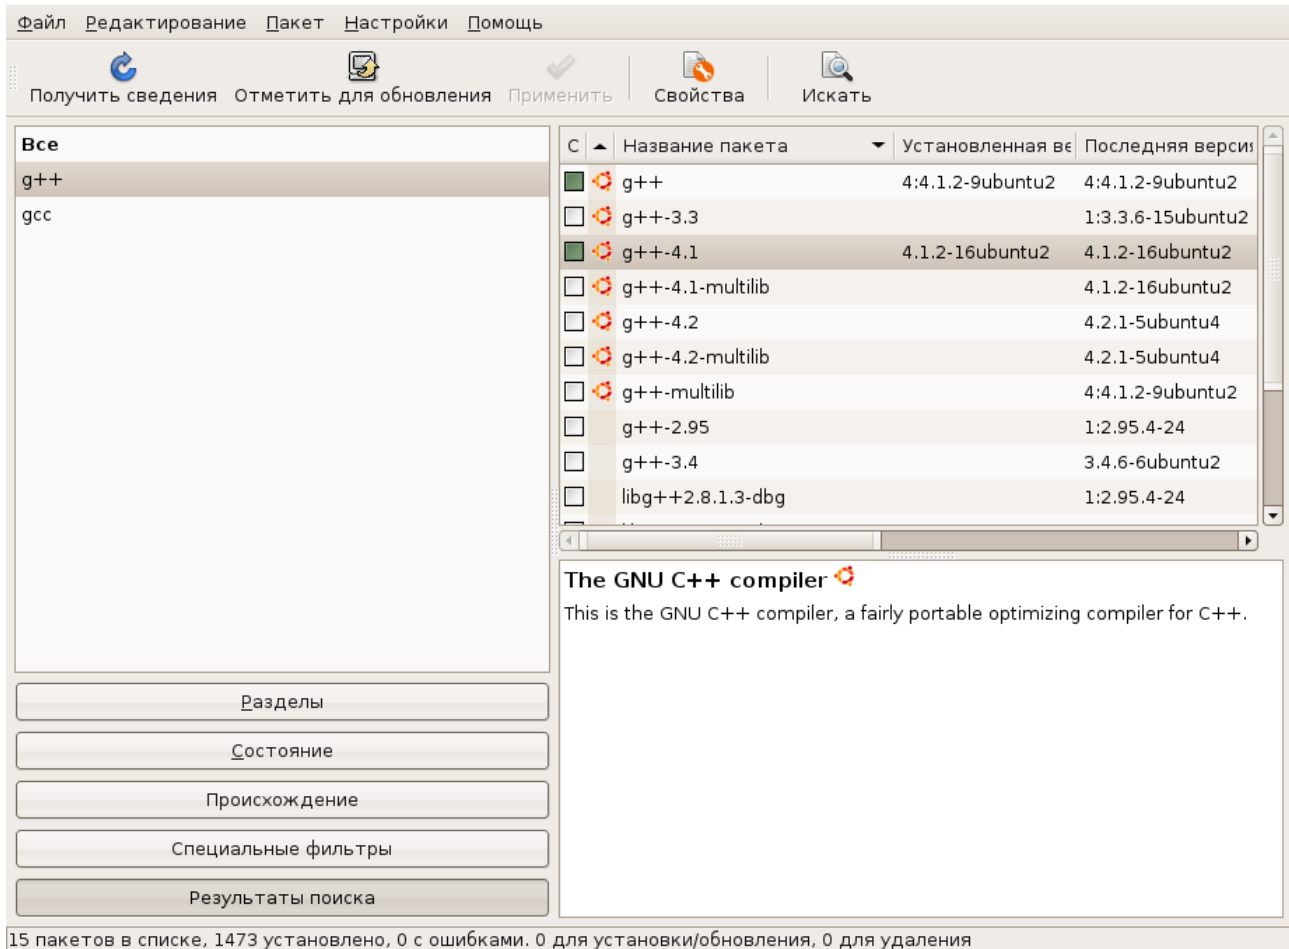 Файл Редактирование Пакет Настройки Помощь
Получить сведения Отметить для обновления Применить Свойства Искать
Все
g++
gcc
Разделы
Состояние
Происхождение
Специальные фильтры
Результаты поиска
С Название пакета Установленная ве Последняя версия
g++ 4:4.1.2-9ubuntu2 4:4.1.2-9ubuntu2
g++-3.3 1:3.3.6-15ubuntu2
g++-4.1 4.1.2-16ubuntu2 4.1.2-16ubuntu2
g++-4.1-multilib 4.1.2-16ubuntu2
g++-4.2 4.2.1-5ubuntu4
g++-4.2-multilib 4.2.1-5ubuntu4
g++-multilib 4:4.1.2-9ubuntu2
g++-2.95 1:2.95.4-24
g++-3.4 3.4.6-6ubuntu2
libg++2.8.1.3-dbg 1:2.95.4-24
The GNU C++ compiler
This is the GNU C++ compiler, a fairly portable optimizing compiler for C++.
15 пакетов в списке, 1473 установлено, 0 с ошибками. 0 для установки/обновления, 0 для удаления